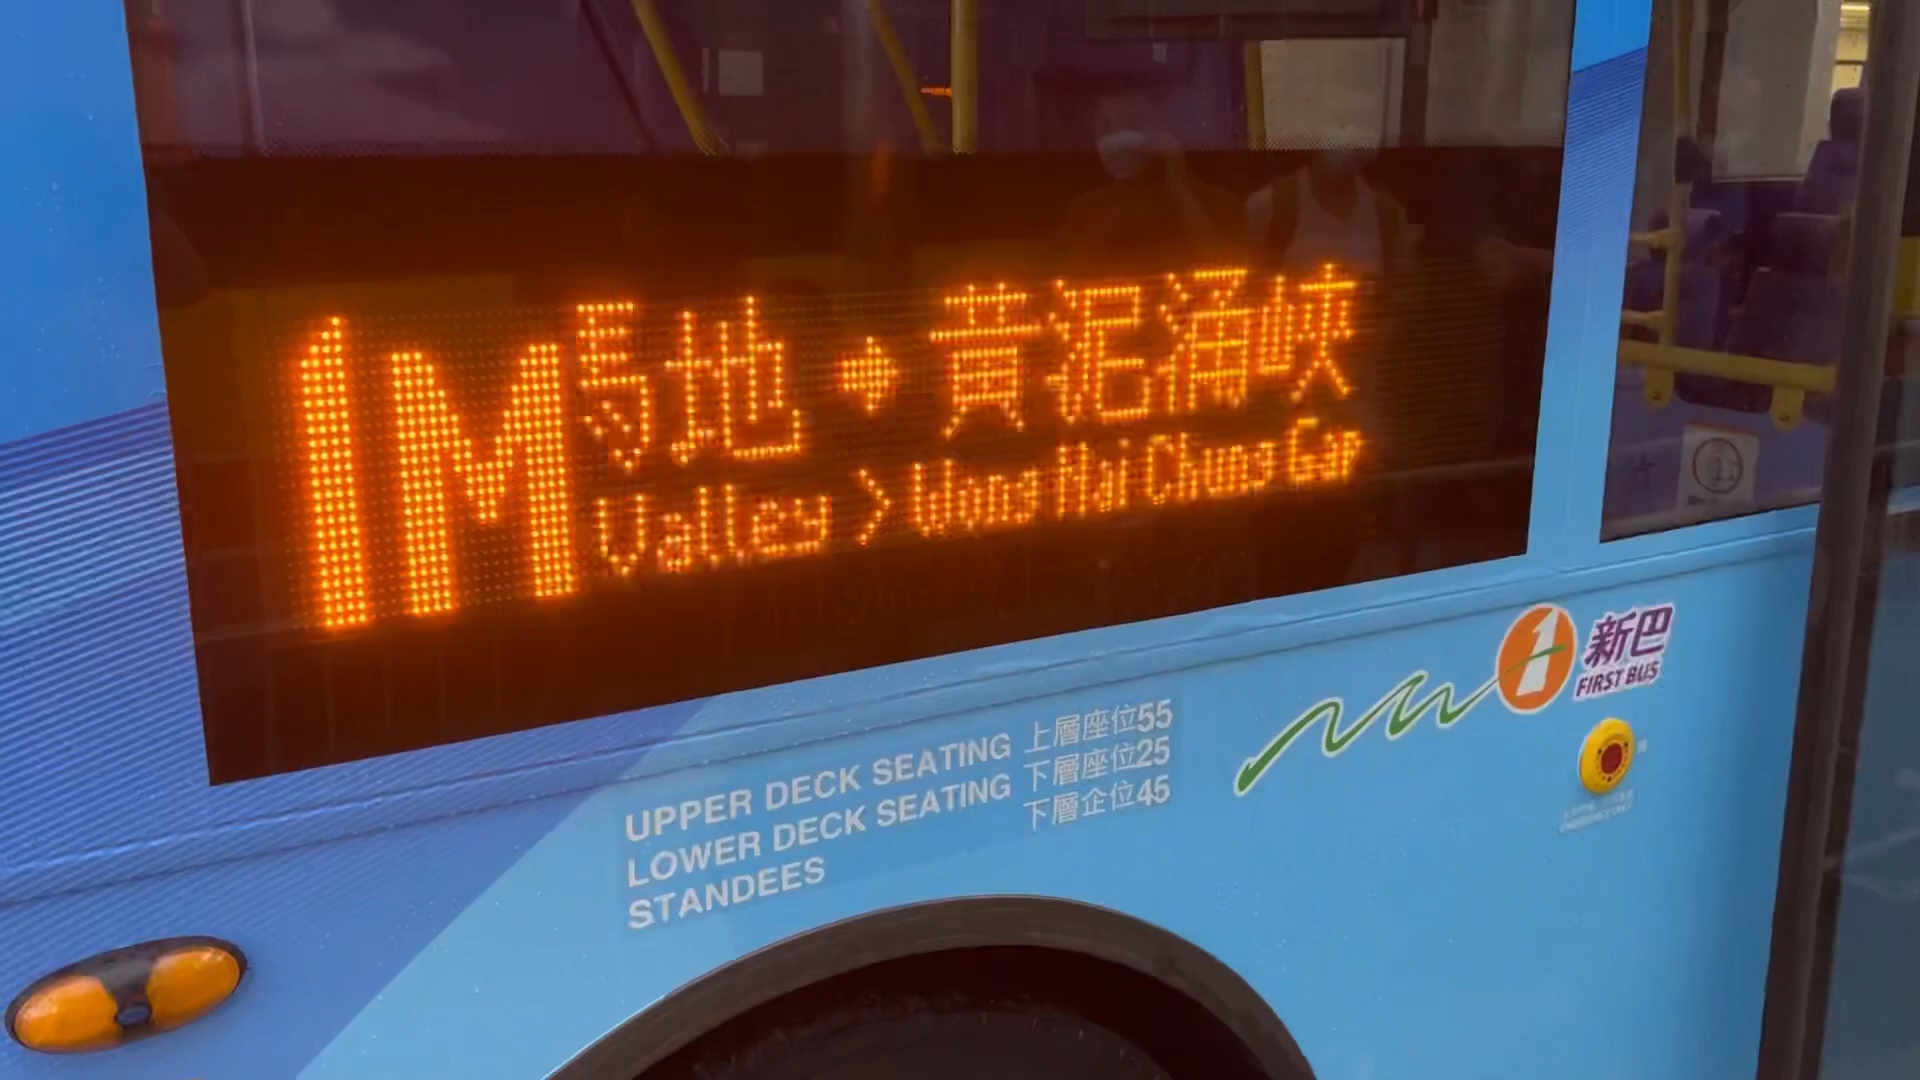 1M 馬地 ➧ 黃泥涌峽
Valley > Wong Nai Chung Gap
新巴
FIRST BUS
UPPER DECK SEATING 上層座位55
LOWER DECK SEATING 下層座位25
STANDEES 下層企位45